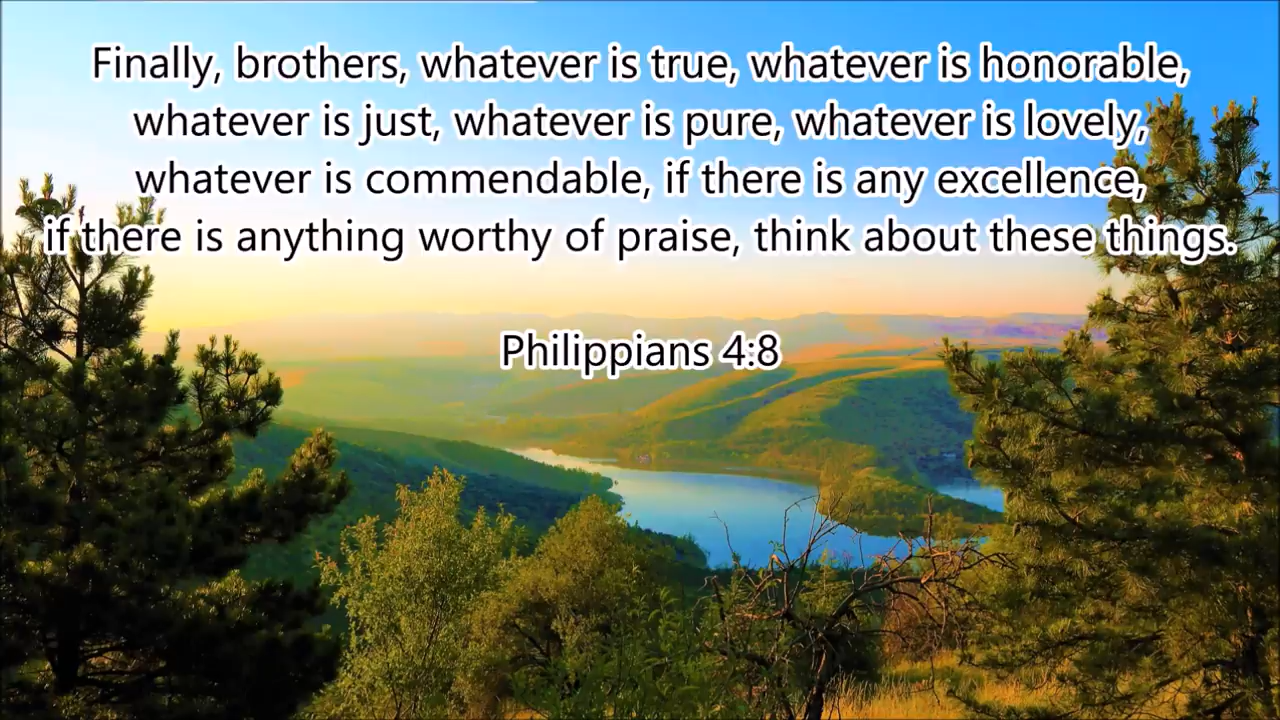 Finally, brothers, whatever is true, whatever is honorable,
whatever is just, whatever is pure, whatever is lovely,
whatever is commendable, if there is any excellence,
if there is anything worthy of praise, think about these things.
Philippians 4:8